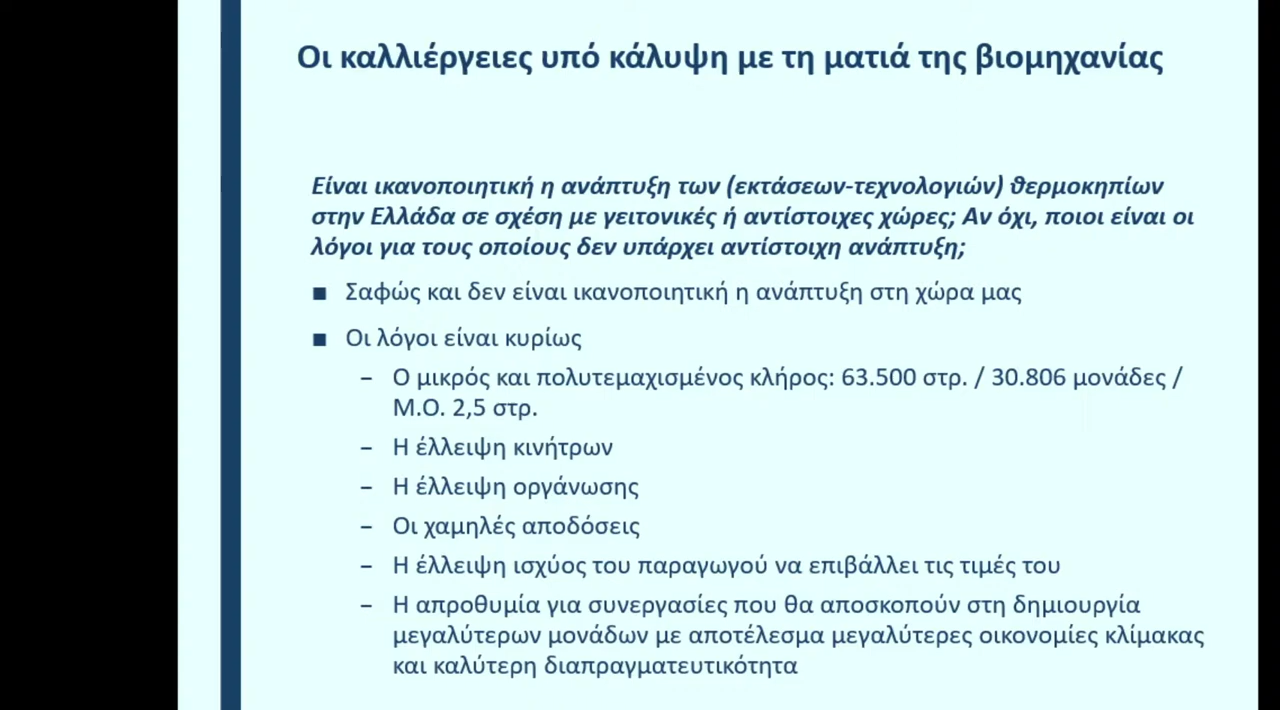 Οι καλλιέργειες υπό κάλυψη με τη ματιά της βιομηχανίας
Είναι ικανοποιητική η ανάπτυξη των (εκτάσεων-τεχνολογιών) θερμοκηπίων
στην Ελλάδα σε σχέση με γειτονικές ή αντίστοιχες χώρες; Αν όχι, ποιοι είναι οι
λόγοι για τους οποίους δεν υπάρχει αντίστοιχη ανάπτυξη;
▪ Σαφώς και δεν είναι ικανοποιητική η ανάπτυξη στη χώρα μας
▪ Οι λόγοι είναι κυρίως
– Ο μικρός και πολυτεμαχισμένος κλήρος: 63.500 στρ. / 30.806 μονάδες /
Μ.Ο. 2,5 στρ.
– Η έλλειψη κινήτρων
– Η έλλειψη οργάνωσης
– Οι χαμηλές αποδόσεις
– Η έλλειψη ισχύος του παραγωγού να επιβάλλει τις τιμές του
– Η απροθυμία για συνεργασίες που θα αποσκοπούν στη δημιουργία
μεγαλύτερων μονάδων με αποτέλεσμα μεγαλύτερες οικονομίες κλίμακας
και καλύτερη διαπραγματευτικότητα